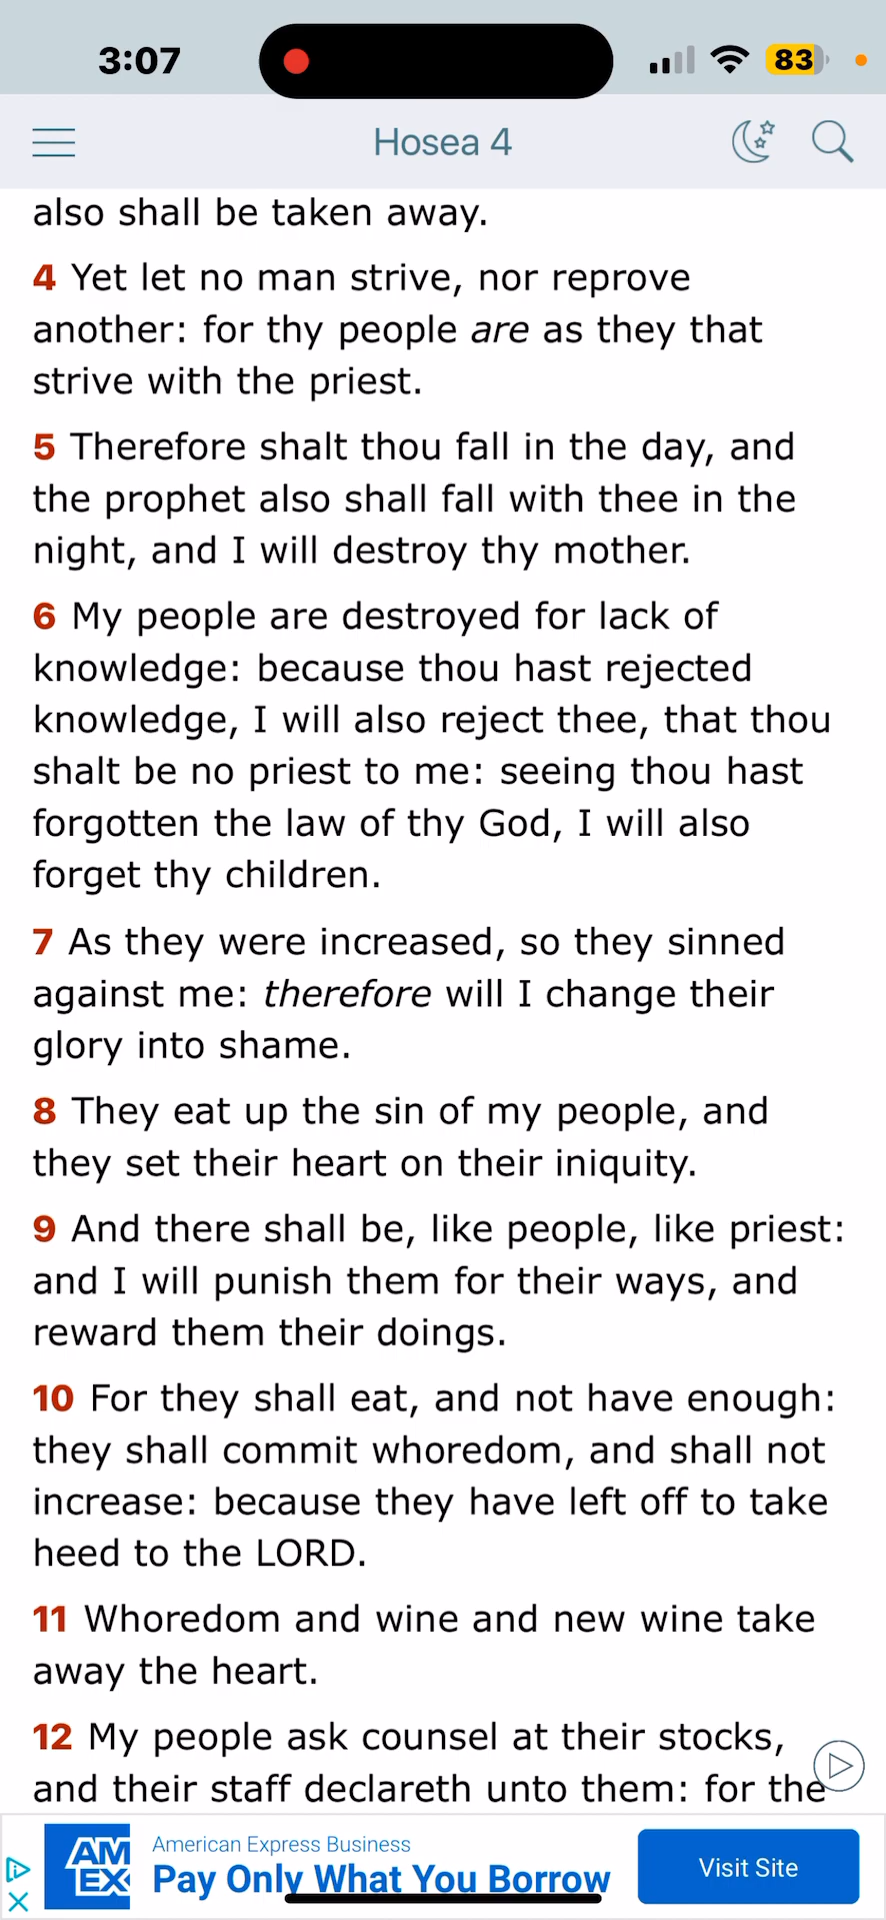 3:07
83
Hosea 4
also shall be taken away.
4 Yet let no man strive, nor reprove
another: for thy people are as they that
strive with the priest.
5 Therefore shalt thou fall in the day, and
the prophet also shall fall with thee in the
night, and I will destroy thy mother.
6 My people are destroyed for lack of
knowledge: because thou hast rejected
knowledge, I will also reject thee, that thou
shalt be no priest to me: seeing thou hast
forgotten the law of thy God, I will also
forget thy children.
7 As they were increased, so they sinned
against me: therefore will I change their
glory into shame.
8 They eat up the sin of my people, and
they set their heart on their iniquity.
9 And there shall be, like people, like priest:
and I will punish them for their ways, and
reward them their doings.
10 For they shall eat, and not have enough:
they shall commit whoredom, and shall not
increase: because they have left off to take
heed to the LORD.
11 Whoredom and wine and new wine take
away the heart.
12 My people ask counsel at their stocks,
and their staff declareth unto them: for the
AM
EX
American Express Business
Pay Only What You Borrow
Visit Site